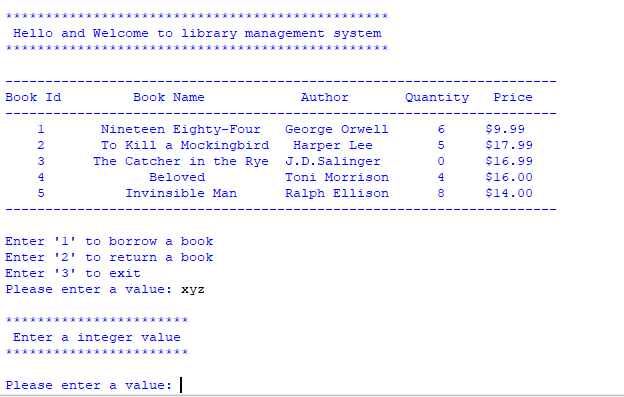 ************************************************
Hello and Welcome to library management system
************************************************
---------------------------------------------------------------------
Book Id Book Name Author Quantity Price
---------------------------------------------------------------------
1 Nineteen Eighty-Four George Orwell 6 $9.99
2 To Kill a Mockingbird Harper Lee 5 $17.99
3 The Catcher in the Rye J.D.Salinger 0 $16.99
4 Beloved Toni Morrison 4 $16.00
5 Invinsible Man Ralph Ellison 8 $14.00
---------------------------------------------------------------------
Enter '1' to borrow a book
Enter '2' to return a book
Enter '3' to exit
Please enter a value: xyz
***********************
Enter a integer value
***********************
Please enter a value: